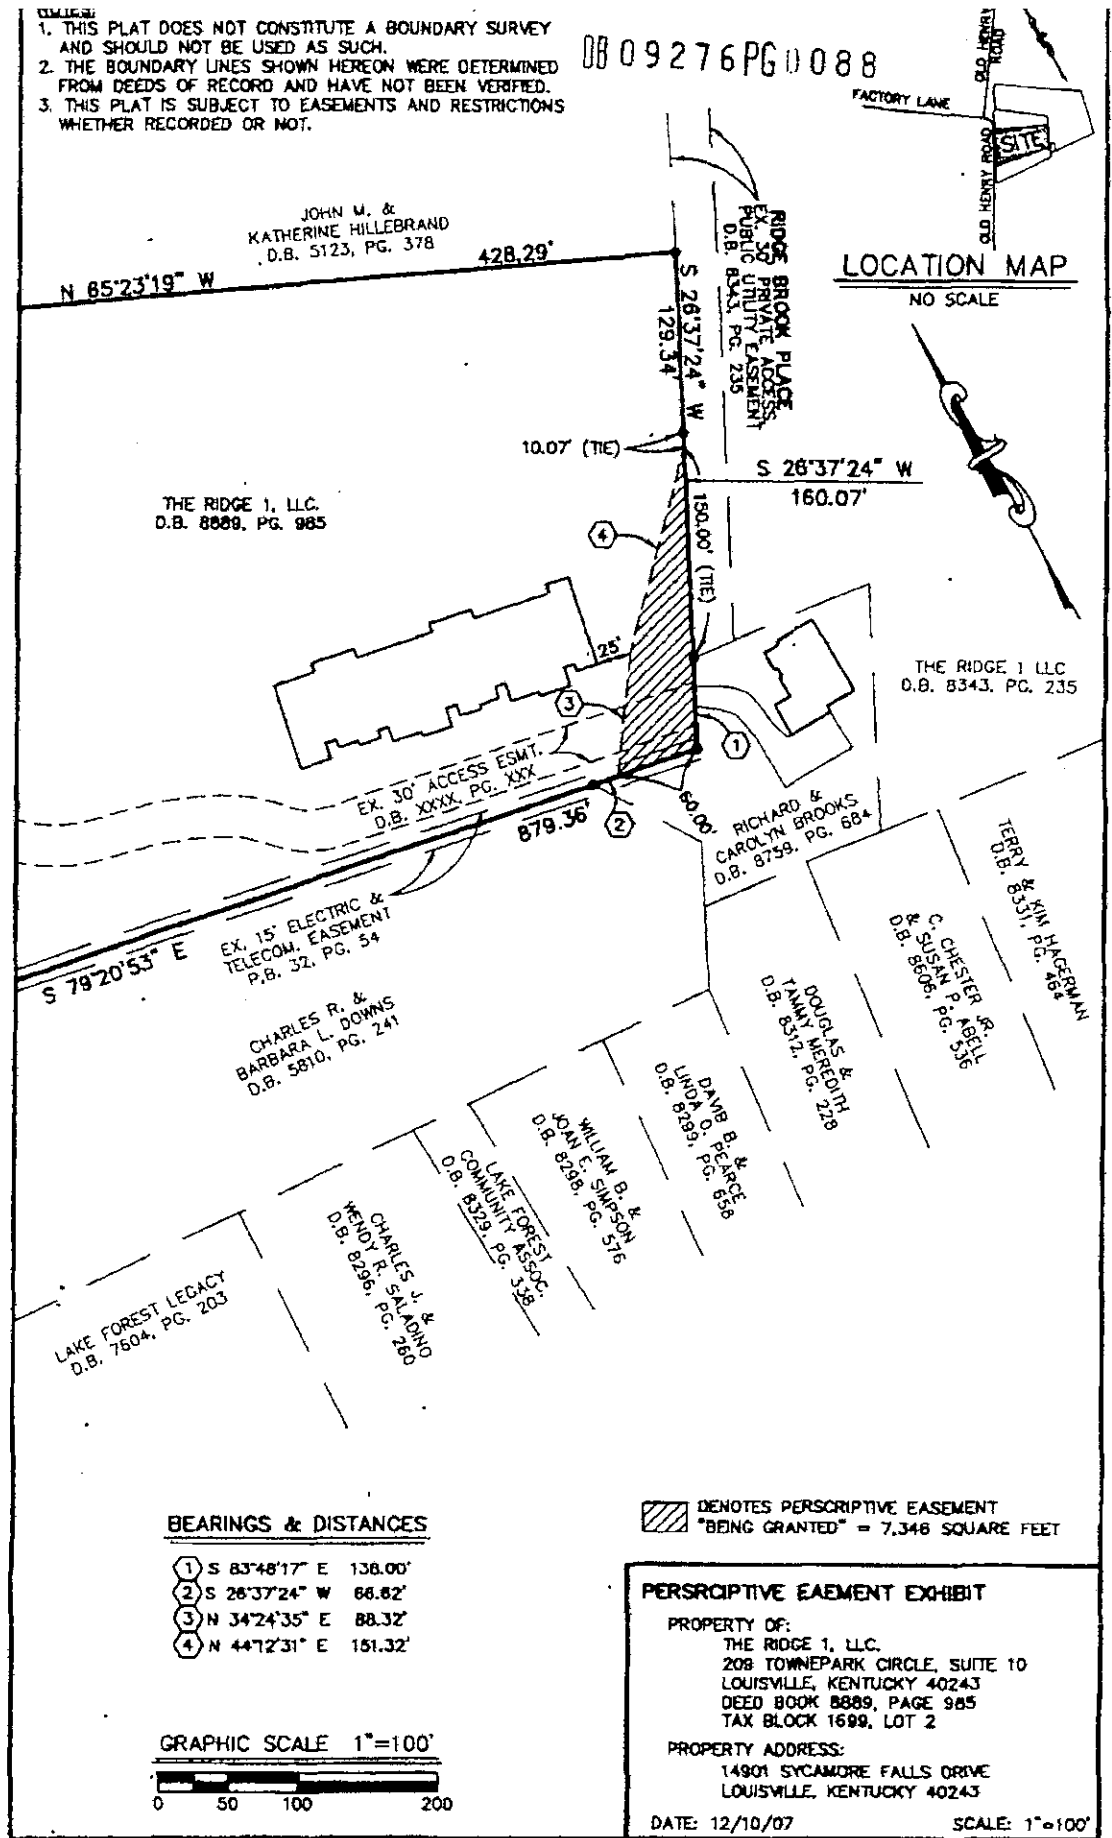 NOTES:
1. THIS PLAT DOES NOT CONSTITUTE A BOUNDARY SURVEY
AND SHOULD NOT BE USED AS SUCH.
2. THE BOUNDARY LINES SHOWN HEREON WERE DETERMINED
FROM DEEDS OF RECORD AND HAVE NOT BEEN VERIFIED.
3. THIS PLAT IS SUBJECT TO EASEMENTS AND RESTRICTIONS
WHETHER RECORDED OR NOT.
DB09276PG0088
OLD HENRY
ROAD
FACTORY LANE
SITE
OLD HENRY ROAD
LOCATION MAP
NO SCALE
JOHN M. &
KATHERINE HILLEBRAND
D.B. 5123, PG. 378
N 65°23'19" W
428.29'
S 26°37'24" W
129.34'
RIDGE BROOK PLACE
EX. 30' PRIVATE ACCESS
PUBLIC UTILITY EASEMENT
D.B. 8343, PG. 235
10.07' (TIE)
S 26°37'24" W
160.07'
150.00' (TIE)
THE RIDGE 1, LLC.
D.B. 8889, PG. 985
4
25'
THE RIDGE 1 LLC
D.B. 8343, PG. 235
3
1
EX. 30' ACCESS ESMT.
D.B. XXXX, PG. XXX
879.36'
2
60.00'
RICHARD &
CAROLYN BROOKS
D.B. 8759, PG. 684
TERRY & KIM HAGERMAN
D.B. 8331, PG. 464
EX. 15' ELECTRIC &
TELECOM. EASEMENT
P.B. 32, PG. 54
S 79°20'53" E
C. CHESTER JR.
& SUSAN P. ABELL
D.B. 8606, PG. 536
CHARLES R. &
BARBARA L. DOWNS
D.B. 5810, PG. 241
DOUGLAS &
TAMMY MEREDITH
D.B. 8312, PG. 228
DAVID B. &
LINDA O. PEARCE
D.B. 8299, PG. 658
WILLIAM B. &
JOAN E. SIMPSON
D.B. 8298, PG. 576
LAKE FOREST
COMMUNITY ASSOC.
D.B. 8329, PG. 338
CHARLES J. &
WENDY R. SALADINO
D.B. 8296, PG. 260
LAKE FOREST LEGACY
D.B. 7504, PG. 203
BEARINGS & DISTANCES
1 S 83°48'17" E 138.00'
2 S 26°37'24" W 66.62'
3 N 34°24'35" E 88.32'
4 N 44°12'31" E 151.32'
GRAPHIC SCALE 1"=100'
0 50 100 200
DENOTES PERSCRIPTIVE EASEMENT
"BEING GRANTED" = 7,346 SQUARE FEET
PERSRCIPTIVE EAEMENT EXHIBIT
PROPERTY OF:
THE RIDGE 1, LLC.
209 TOWNEPARK CIRCLE, SUITE 10
LOUISVILLE, KENTUCKY 40243
DEED BOOK 8889, PAGE 985
TAX BLOCK 1699, LOT 2
PROPERTY ADDRESS:
14901 SYCAMORE FALLS DRIVE
LOUISVILLE, KENTUCKY 40243
DATE: 12/10/07
SCALE: 1"=100'